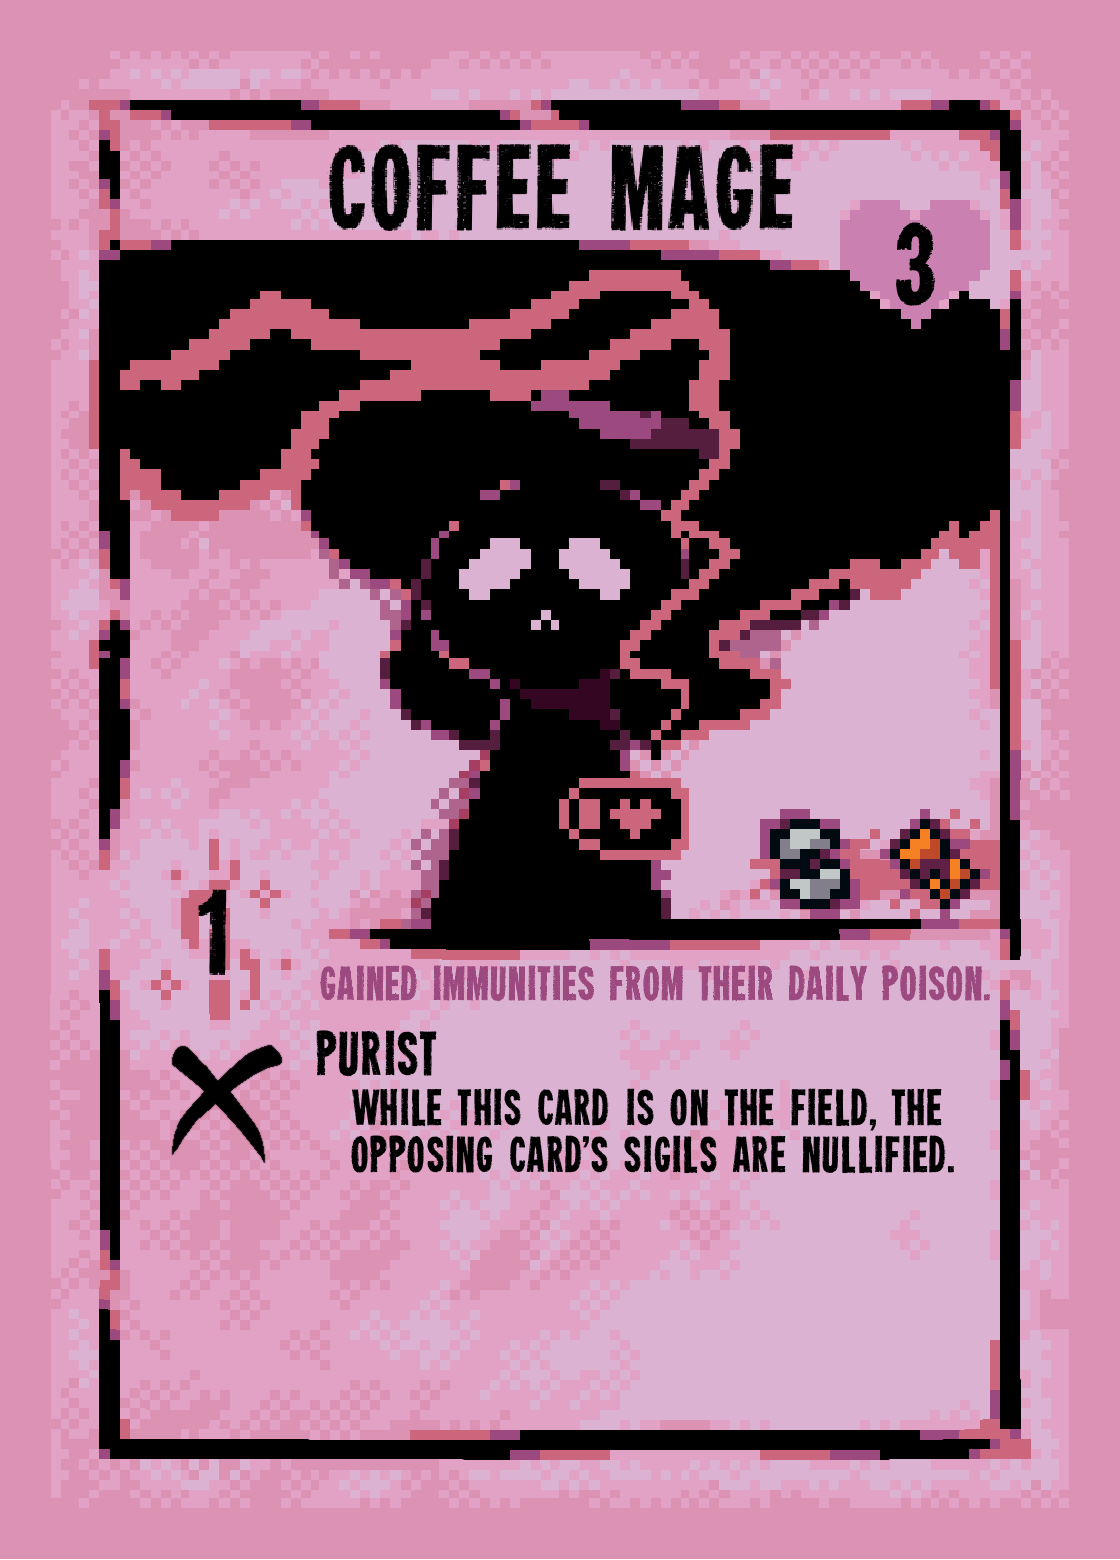 COFFEE MAGE
3
1
GAINED IMMUNITIES FROM THEIR DAILY POISON.
PURIST
WHILE THIS CARD IS ON THE FIELD, THE
OPPOSING CARD'S SIGILS ARE NULLIFIED.